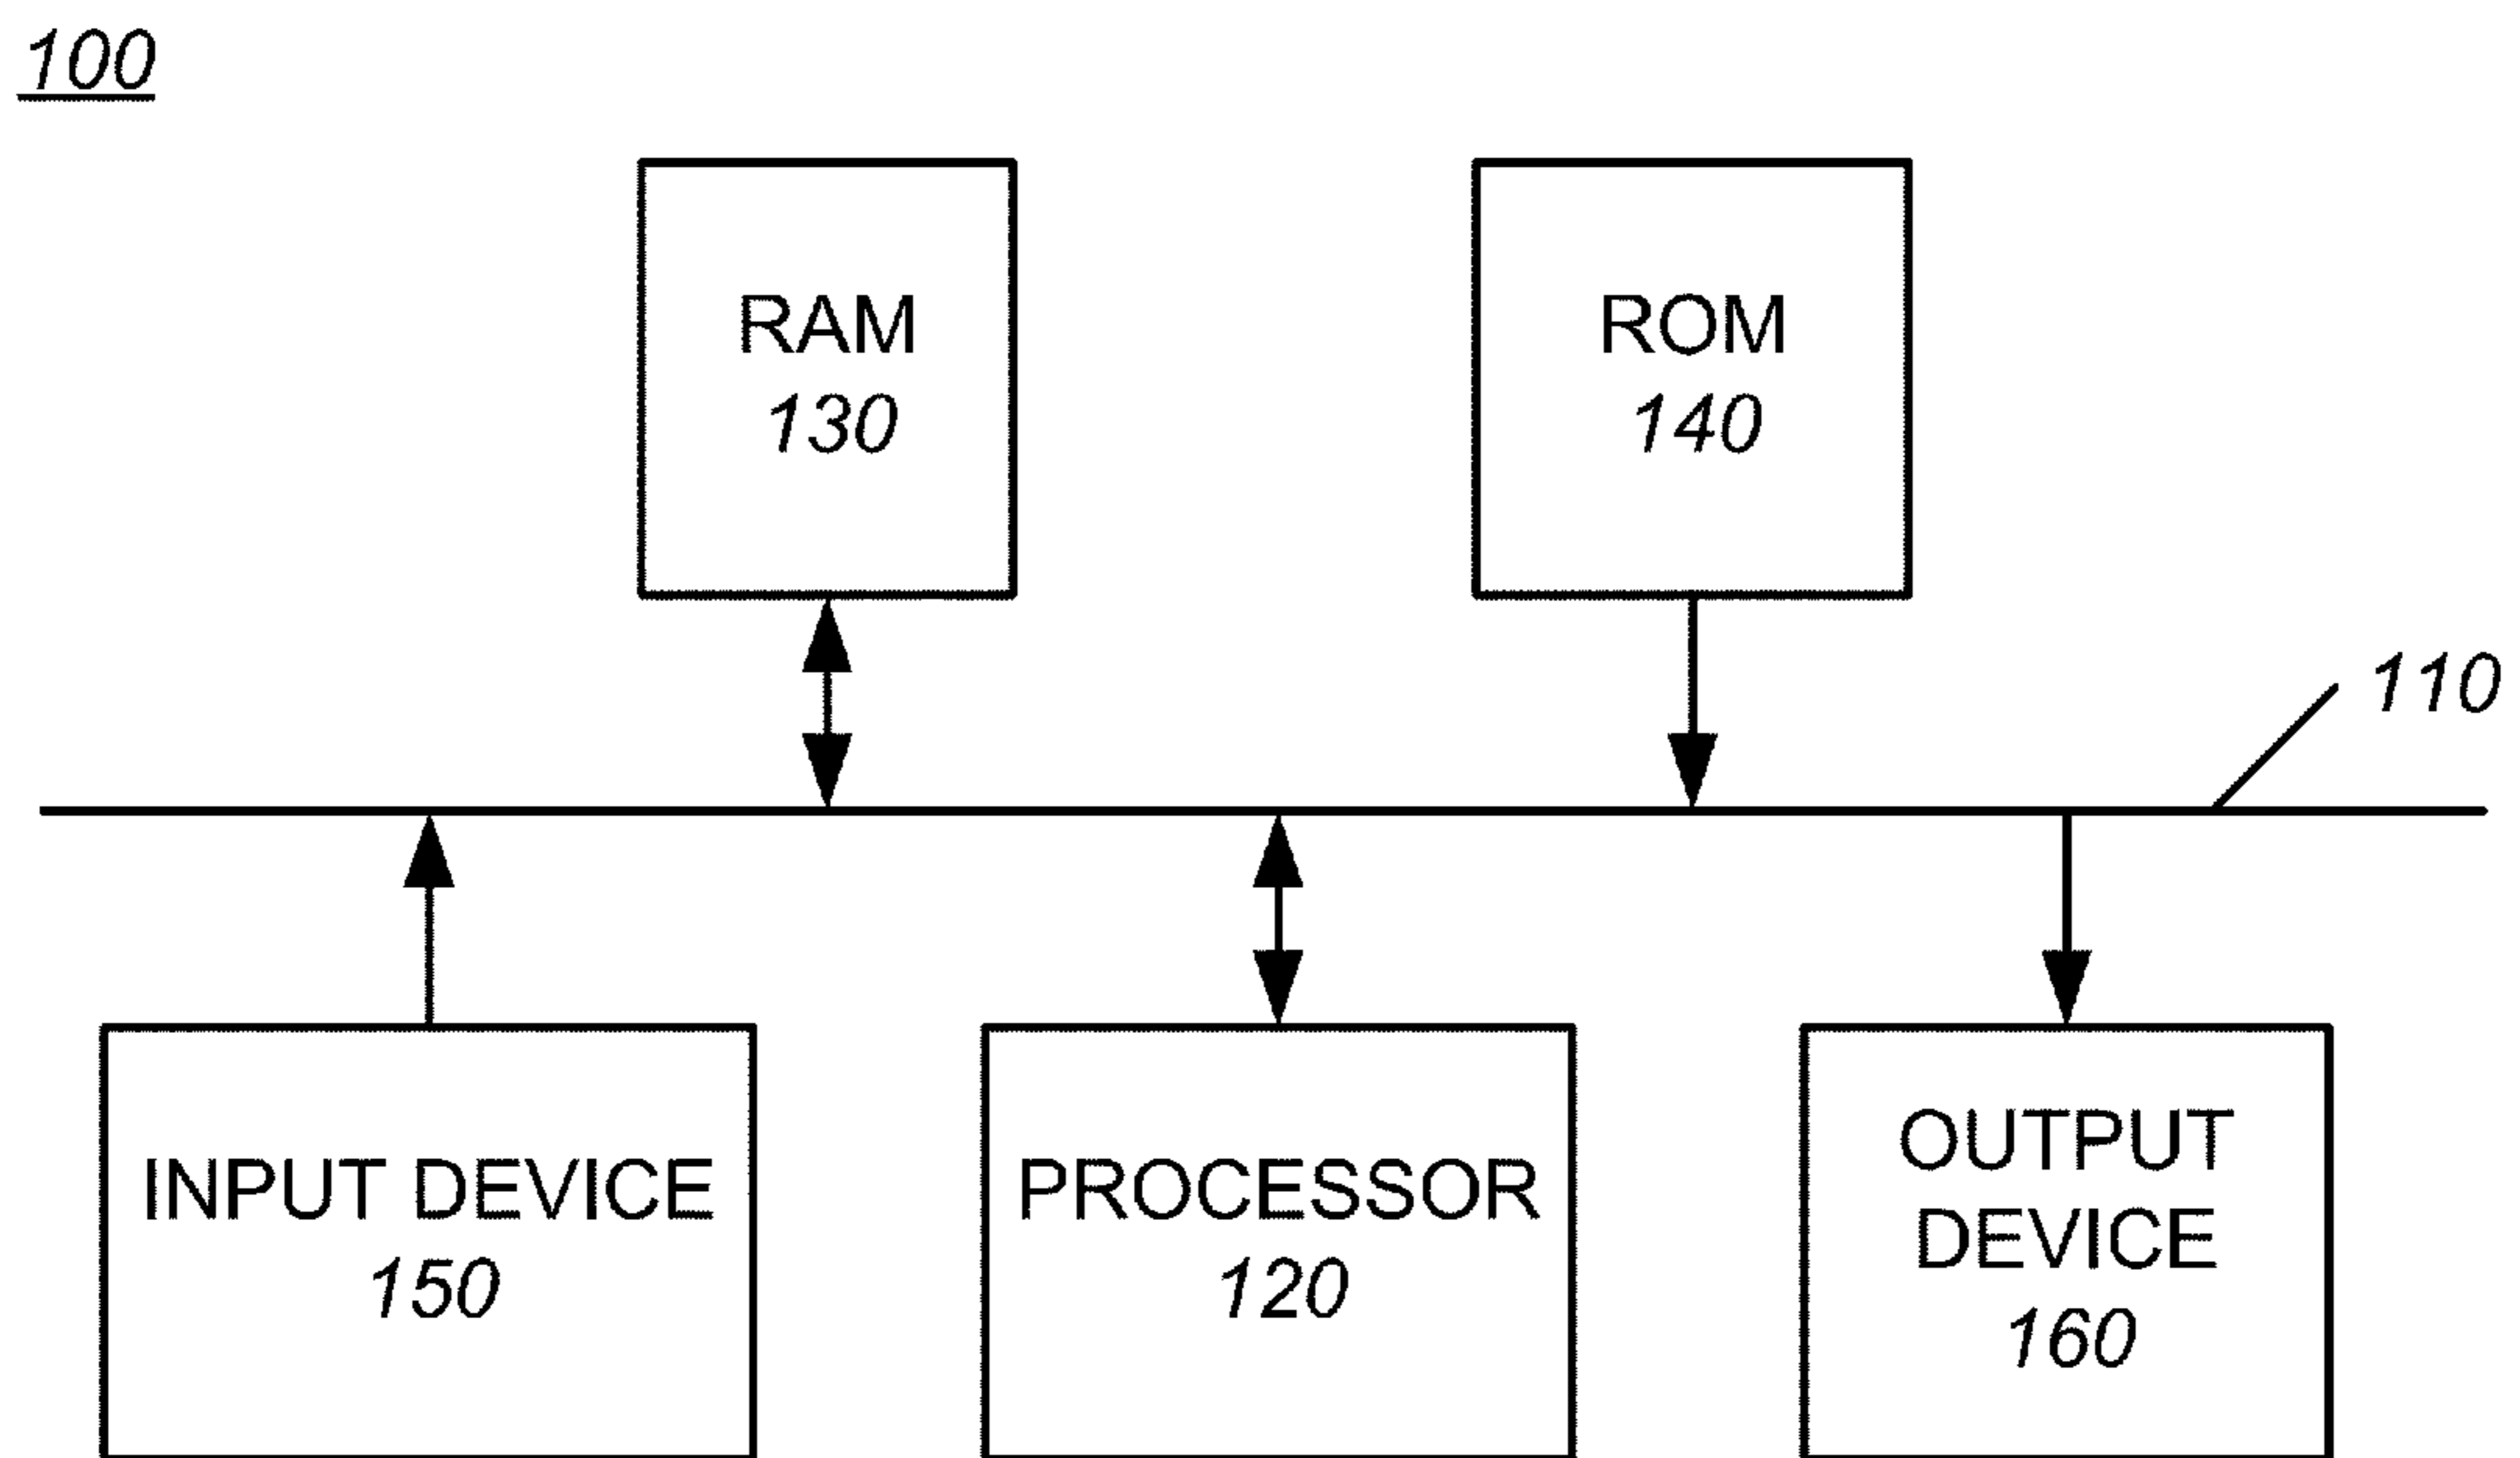 100
RAM
130
ROM
140
110
INPUT DEVICE
150
PROCESSOR
120
OUTPUT
DEVICE
160